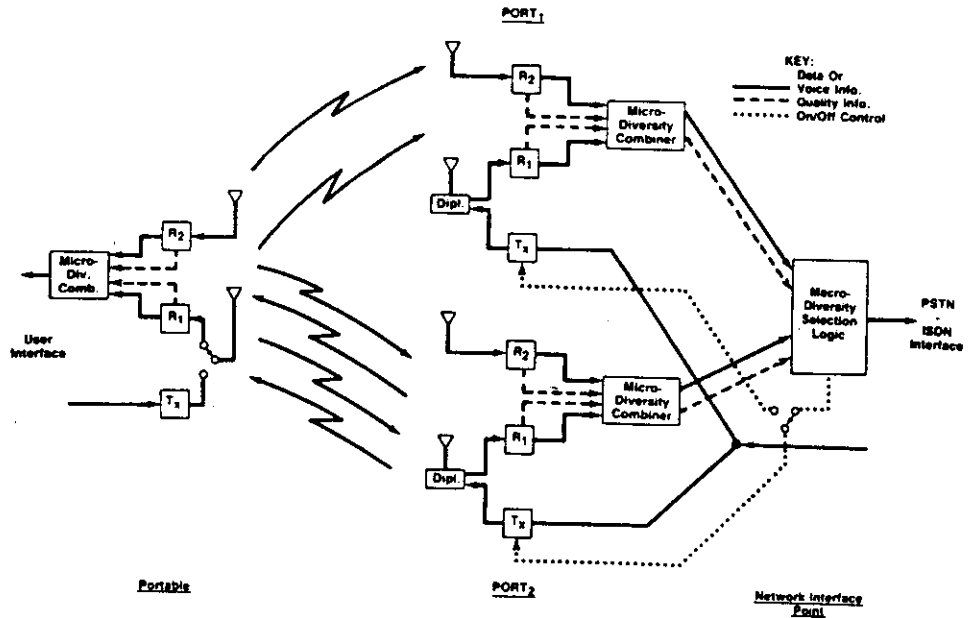 PORT1
KEY:
Data Or
Voice Info.
Quality Info.
On/Off Control
R2
Micro-
Diversity
Combiner
R1
Dipl.
Tx
R2
Micro-
Div.
Comb.
R1
User
Interface
Tx
Macro-
Diversity
Selection
Logic
PSTN
-
ISDN
Interface
R2
Micro-
Diversity
Combiner
R1
Dipl.
Tx
Portable
PORT2
Network Interface
Point